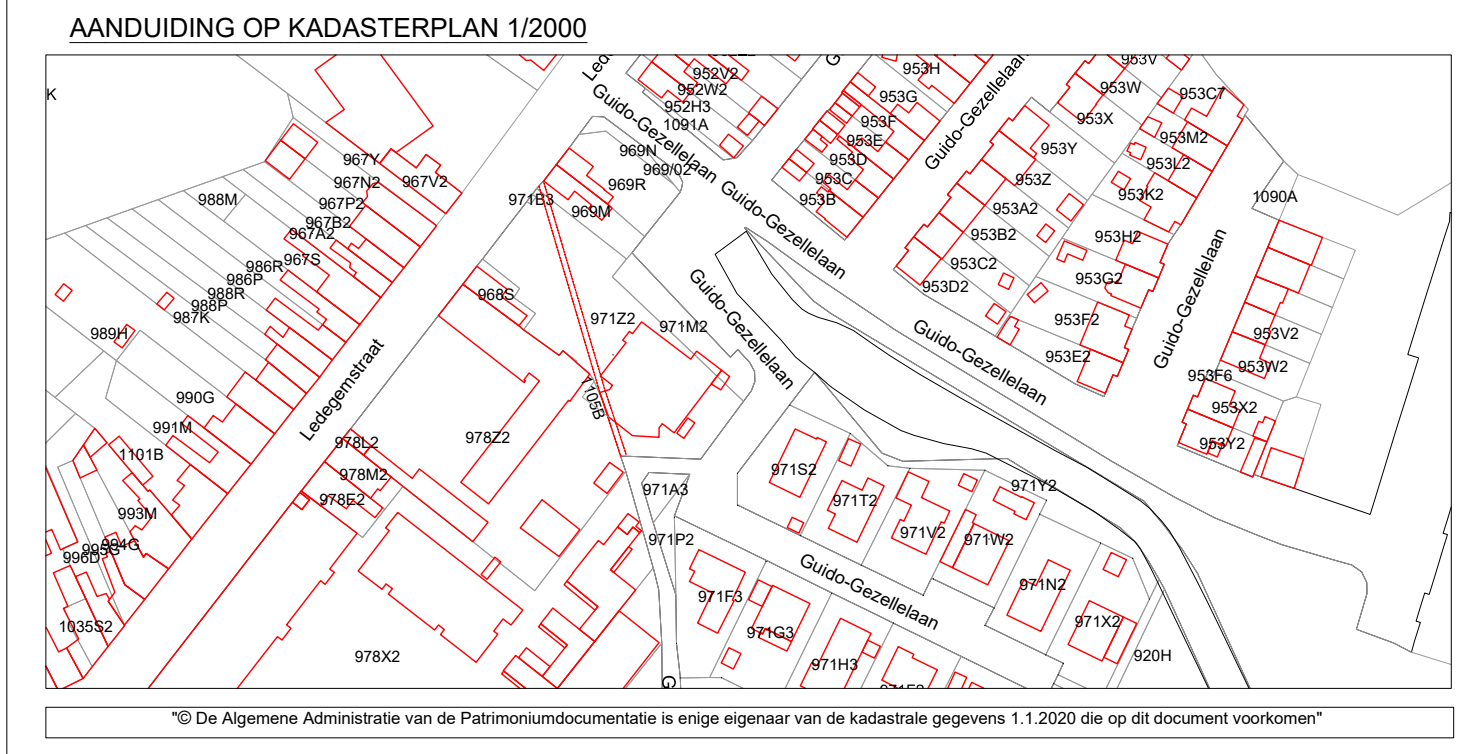 AANDUIDING OP KADASTERPLAN 1/2000
K
952V2
952W2
952H3
1091A
Guido-Gezellelaan
953H
953G
953F
953E
953D
953C
953B
Guido-Gezellelaan
953V
953W
953X
953C7
953M2
953L2
953K2
953Y
953Z
953A2
953B2
953C2
953D2
953H2
953G2
953F2
953E2
1090A
Guido-Gezellelaan
953V2
953W2
953F6
953X2
953Y2
967Y
967N2
967V2
967P2
967B2
967A2
967S
988M
986R
986P
988R
988P
987K
989H
990G
991M
1101B
993M
994G
995G
996D
1035S2
Ledegemstraat
969N
969/02
969R
969M
971B3
968S
971Z2
971M2
1105B
Guido-Gezellelaan
Guido-Gezellelaan
Guido-Gezellelaan
978Z2
978L2
978M2
978E2
978X2
971A3
971P2
971S2
971T2
971V2
971W2
971Y2
971N2
971X2
920H
Guido-Gezellelaan
971F3
971G3
971H3
G
"© De Algemene Administratie van de Patrimoniumdocumentatie is enige eigenaar van de kadastrale gegevens 1.1.2020 die op dit document voorkomen"